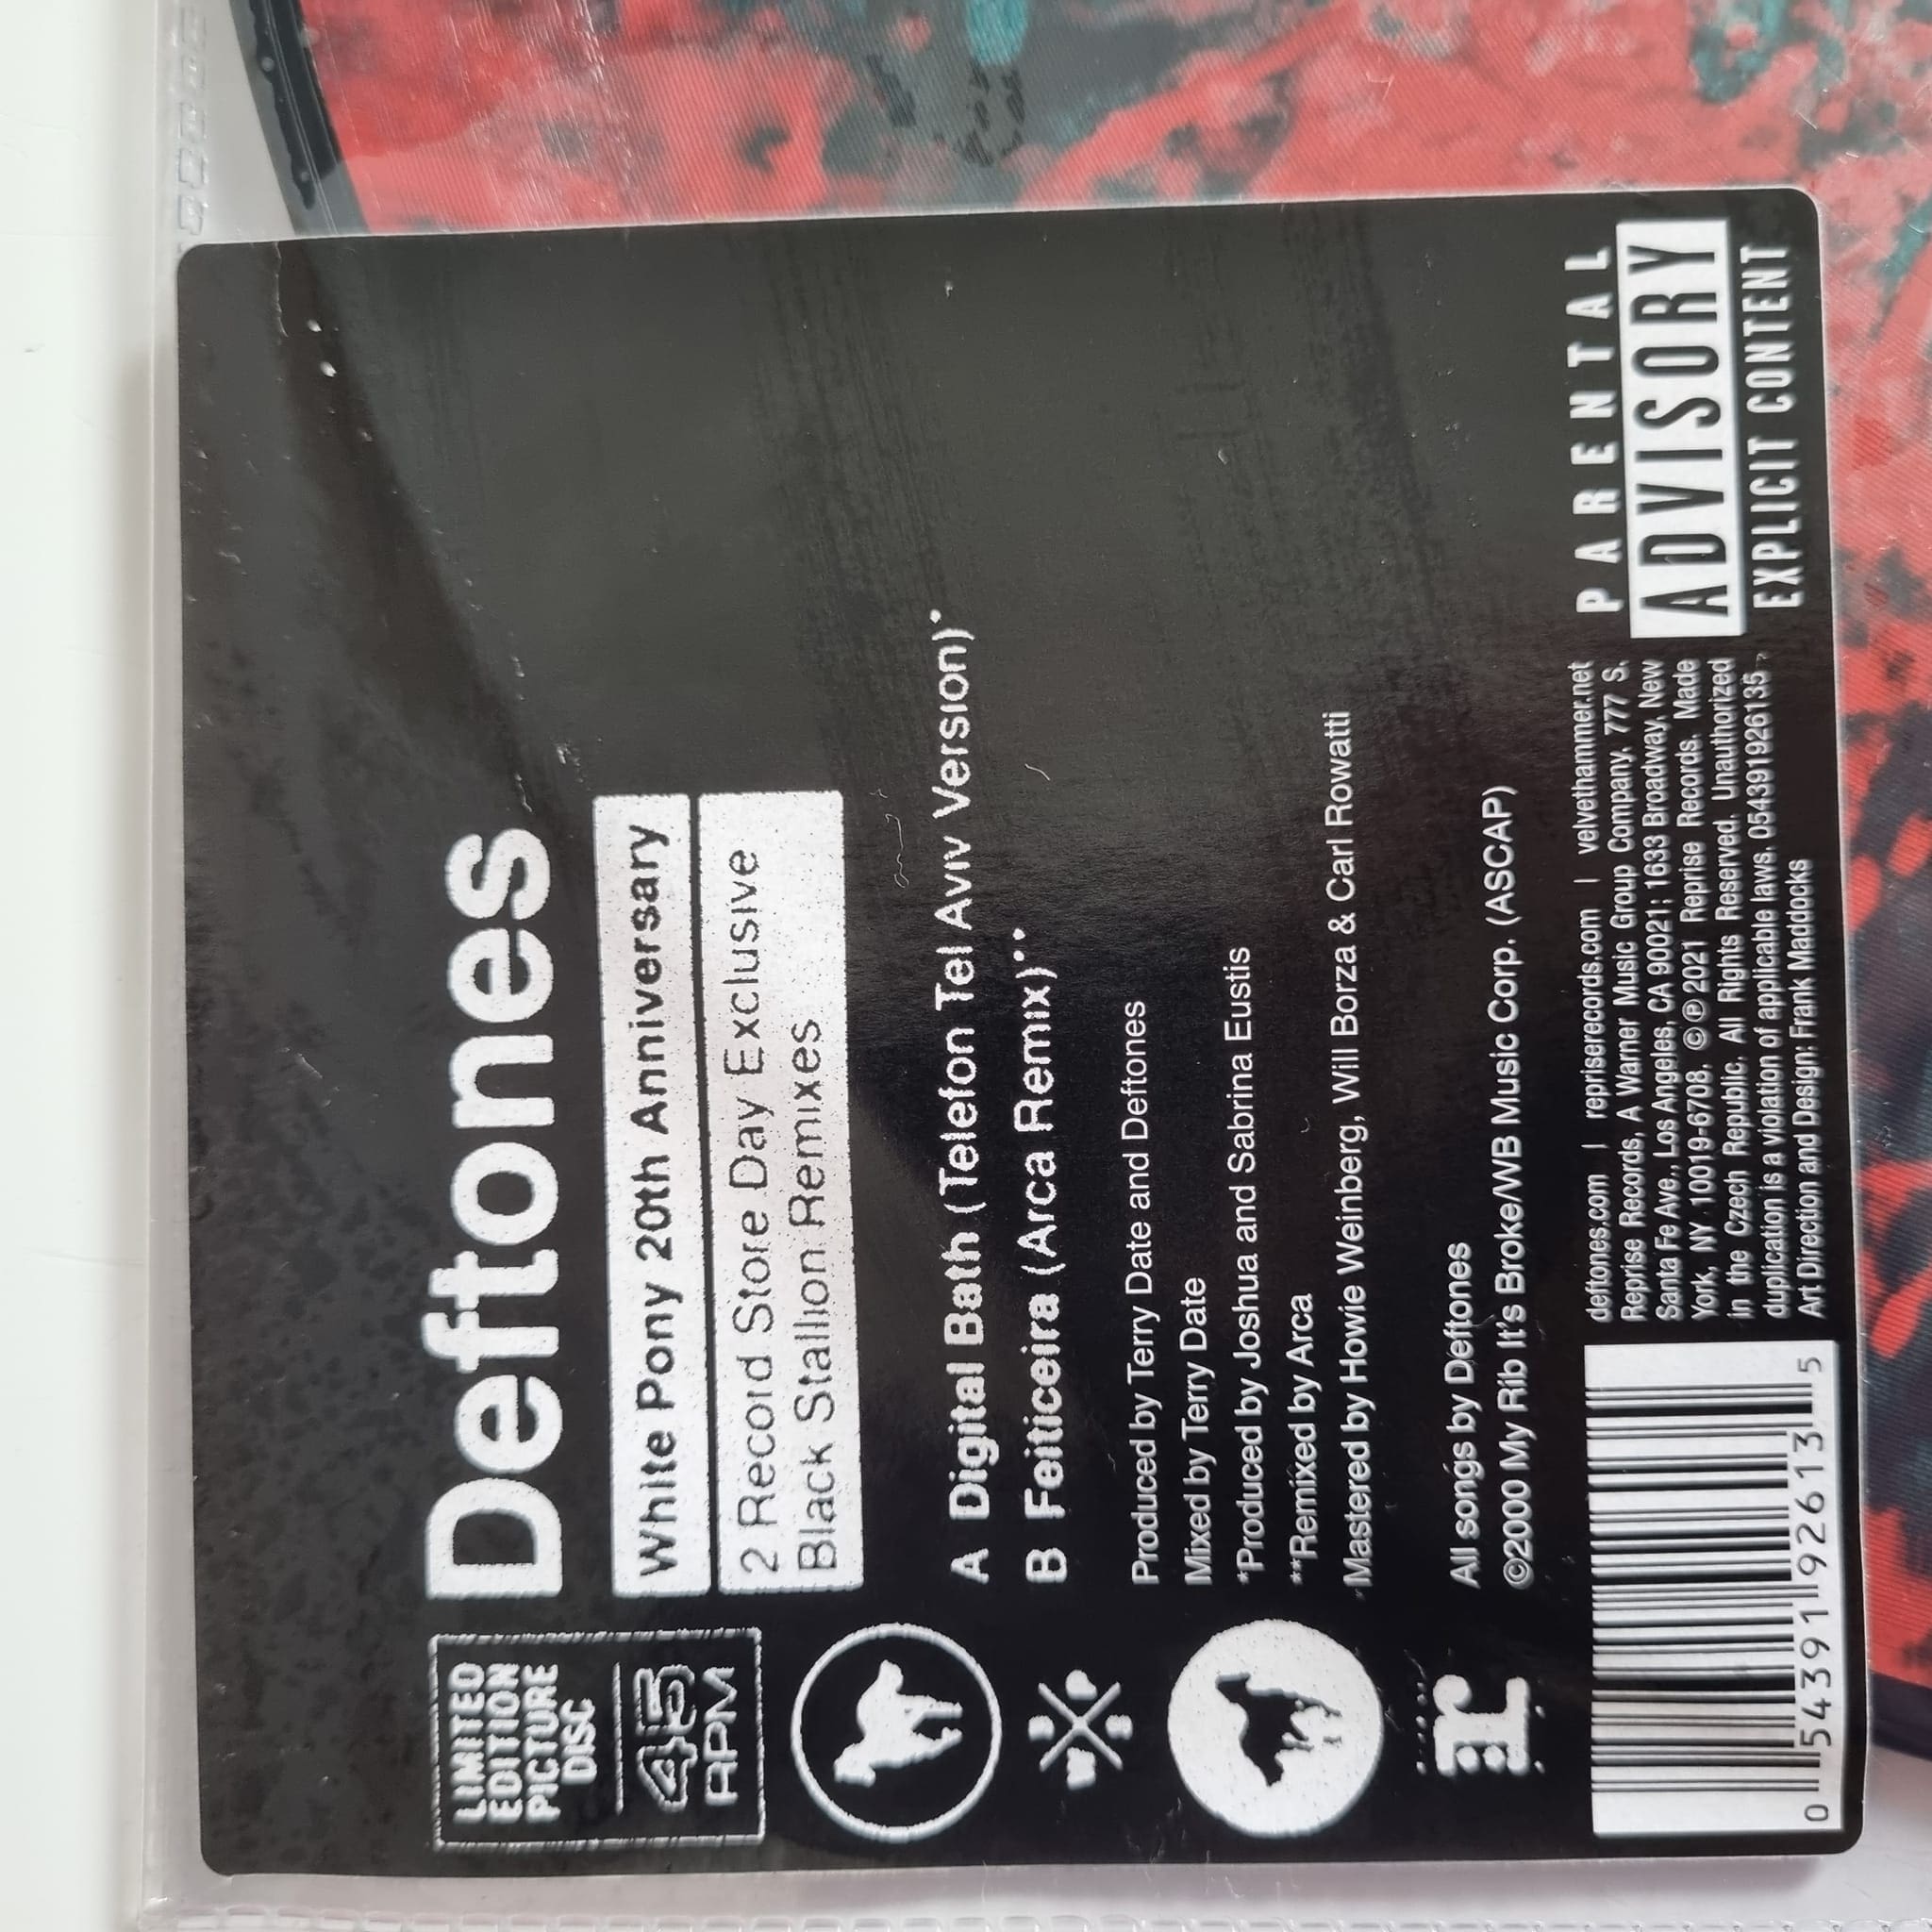 LIMITED
EDITION
PICTURE
DISC
45
RPM
Deftones
White Pony 20th Anniversary
2 Record Store Day Exclusive
Black Stallion Remixes
A Digital Bath (Telefon Tel Aviv Version)*
B Feiticeira (Arca Remix)**
Produced by Terry Date and Deftones
Mixed by Terry Date
*Produced by Joshua and Sabrina Eustis
**Remixed by Arca
Mastered by Howie Weinberg, Will Borza & Carl Rowatti
All songs by Deftones
©2000 My Rib It's Broke/WB Music Corp. (ASCAP)
r
0 54391 92613 5
deftones.com | repriserecords.com | velvethammer.net
Reprise Records, A Warner Music Group Company. 777 S.
Santa Fe Ave., Los Angeles, CA 90021; 1633 Broadway, New
York, NY 10019-6708. ©℗2021 Reprise Records. Made
in the Czech Republic. All Rights Reserved. Unauthorized
duplication is a violation of applicable laws. 054391926135
Art Direction and Design: Frank Maddocks
PARENTAL
ADVISORY
EXPLICIT CONTENT